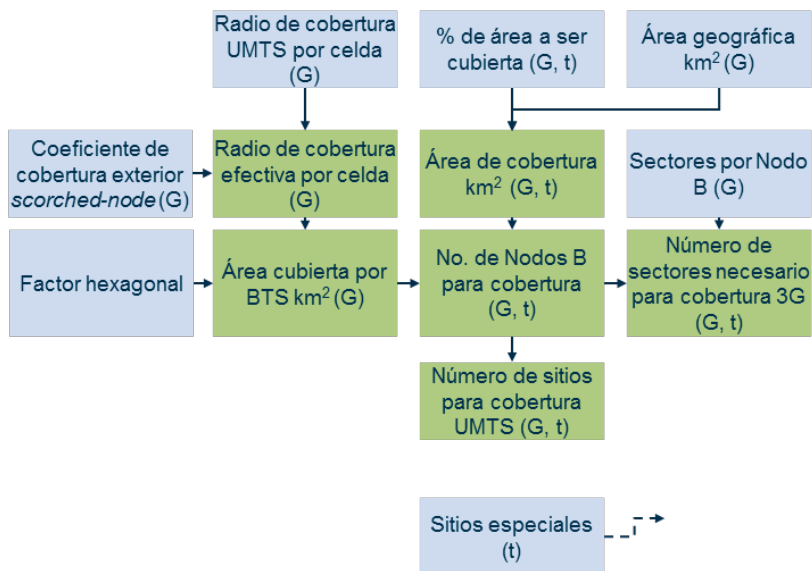 Radio de cobertura
UMTS por celda
(G)
% de área a ser
cubierta (G, t)
Área geográfica
km² (G)
Coeficiente de
cobertura exterior
scorched-node (G)
Radio de cobertura
efectiva por celda
(G)
Área de cobertura
km² (G, t)
Sectores por Nodo
B (G)
Factor hexagonal
Área cubierta por
BTS km² (G)
No. de Nodos B
para cobertura
(G, t)
Número de
sectores necesario
para cobertura 3G
(G, t)
Número de sitios
para cobertura
UMTS (G, t)
Sitios especiales
(t)